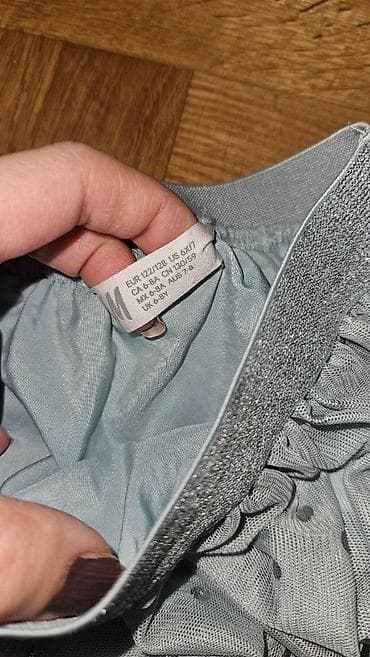 M
EUR 122/128 US 6X/7
CA 6-8A CN 130/59
MX 6-8A AUS 7-8
UK 6-8Y